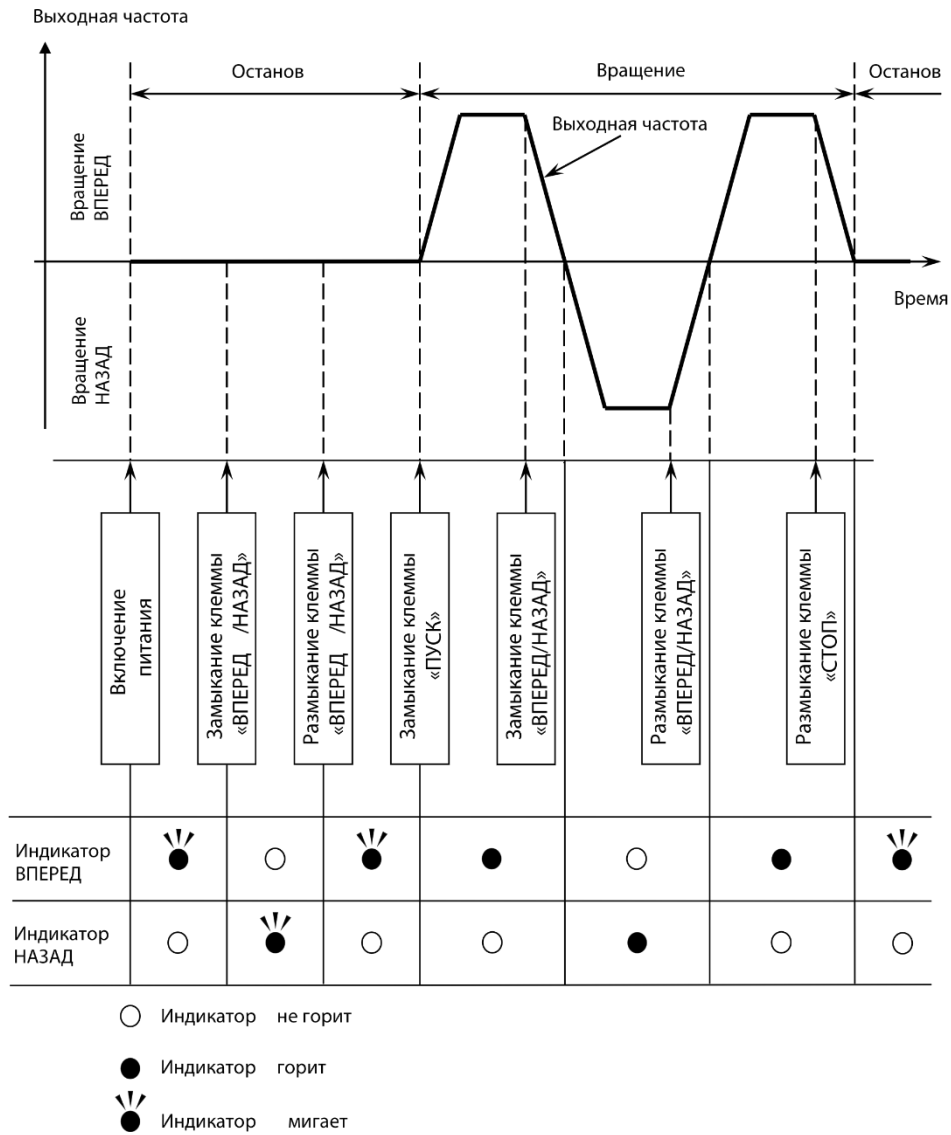 Выходная частота
Останов
Вращение
Останов
Выходная частота
Вращение
ВПЕРЕД
Время
Вращение
НАЗАД
Включение
питания
Замыкание клеммы
«ВПЕРЕД /НАЗАД»
Размыкание клеммы
«ВПЕРЕД /НАЗАД»
Замыкание клеммы
«ПУСК»
Замыкание клеммы
«ВПЕРЕД/НАЗАД»
Размыкание клеммы
«ВПЕРЕД/НАЗАД»
Размыкание клеммы
«СТОП»
Индикатор
ВПЕРЕД
Индикатор
НАЗАД
Индикатор не горит
Индикатор горит
Индикатор мигает